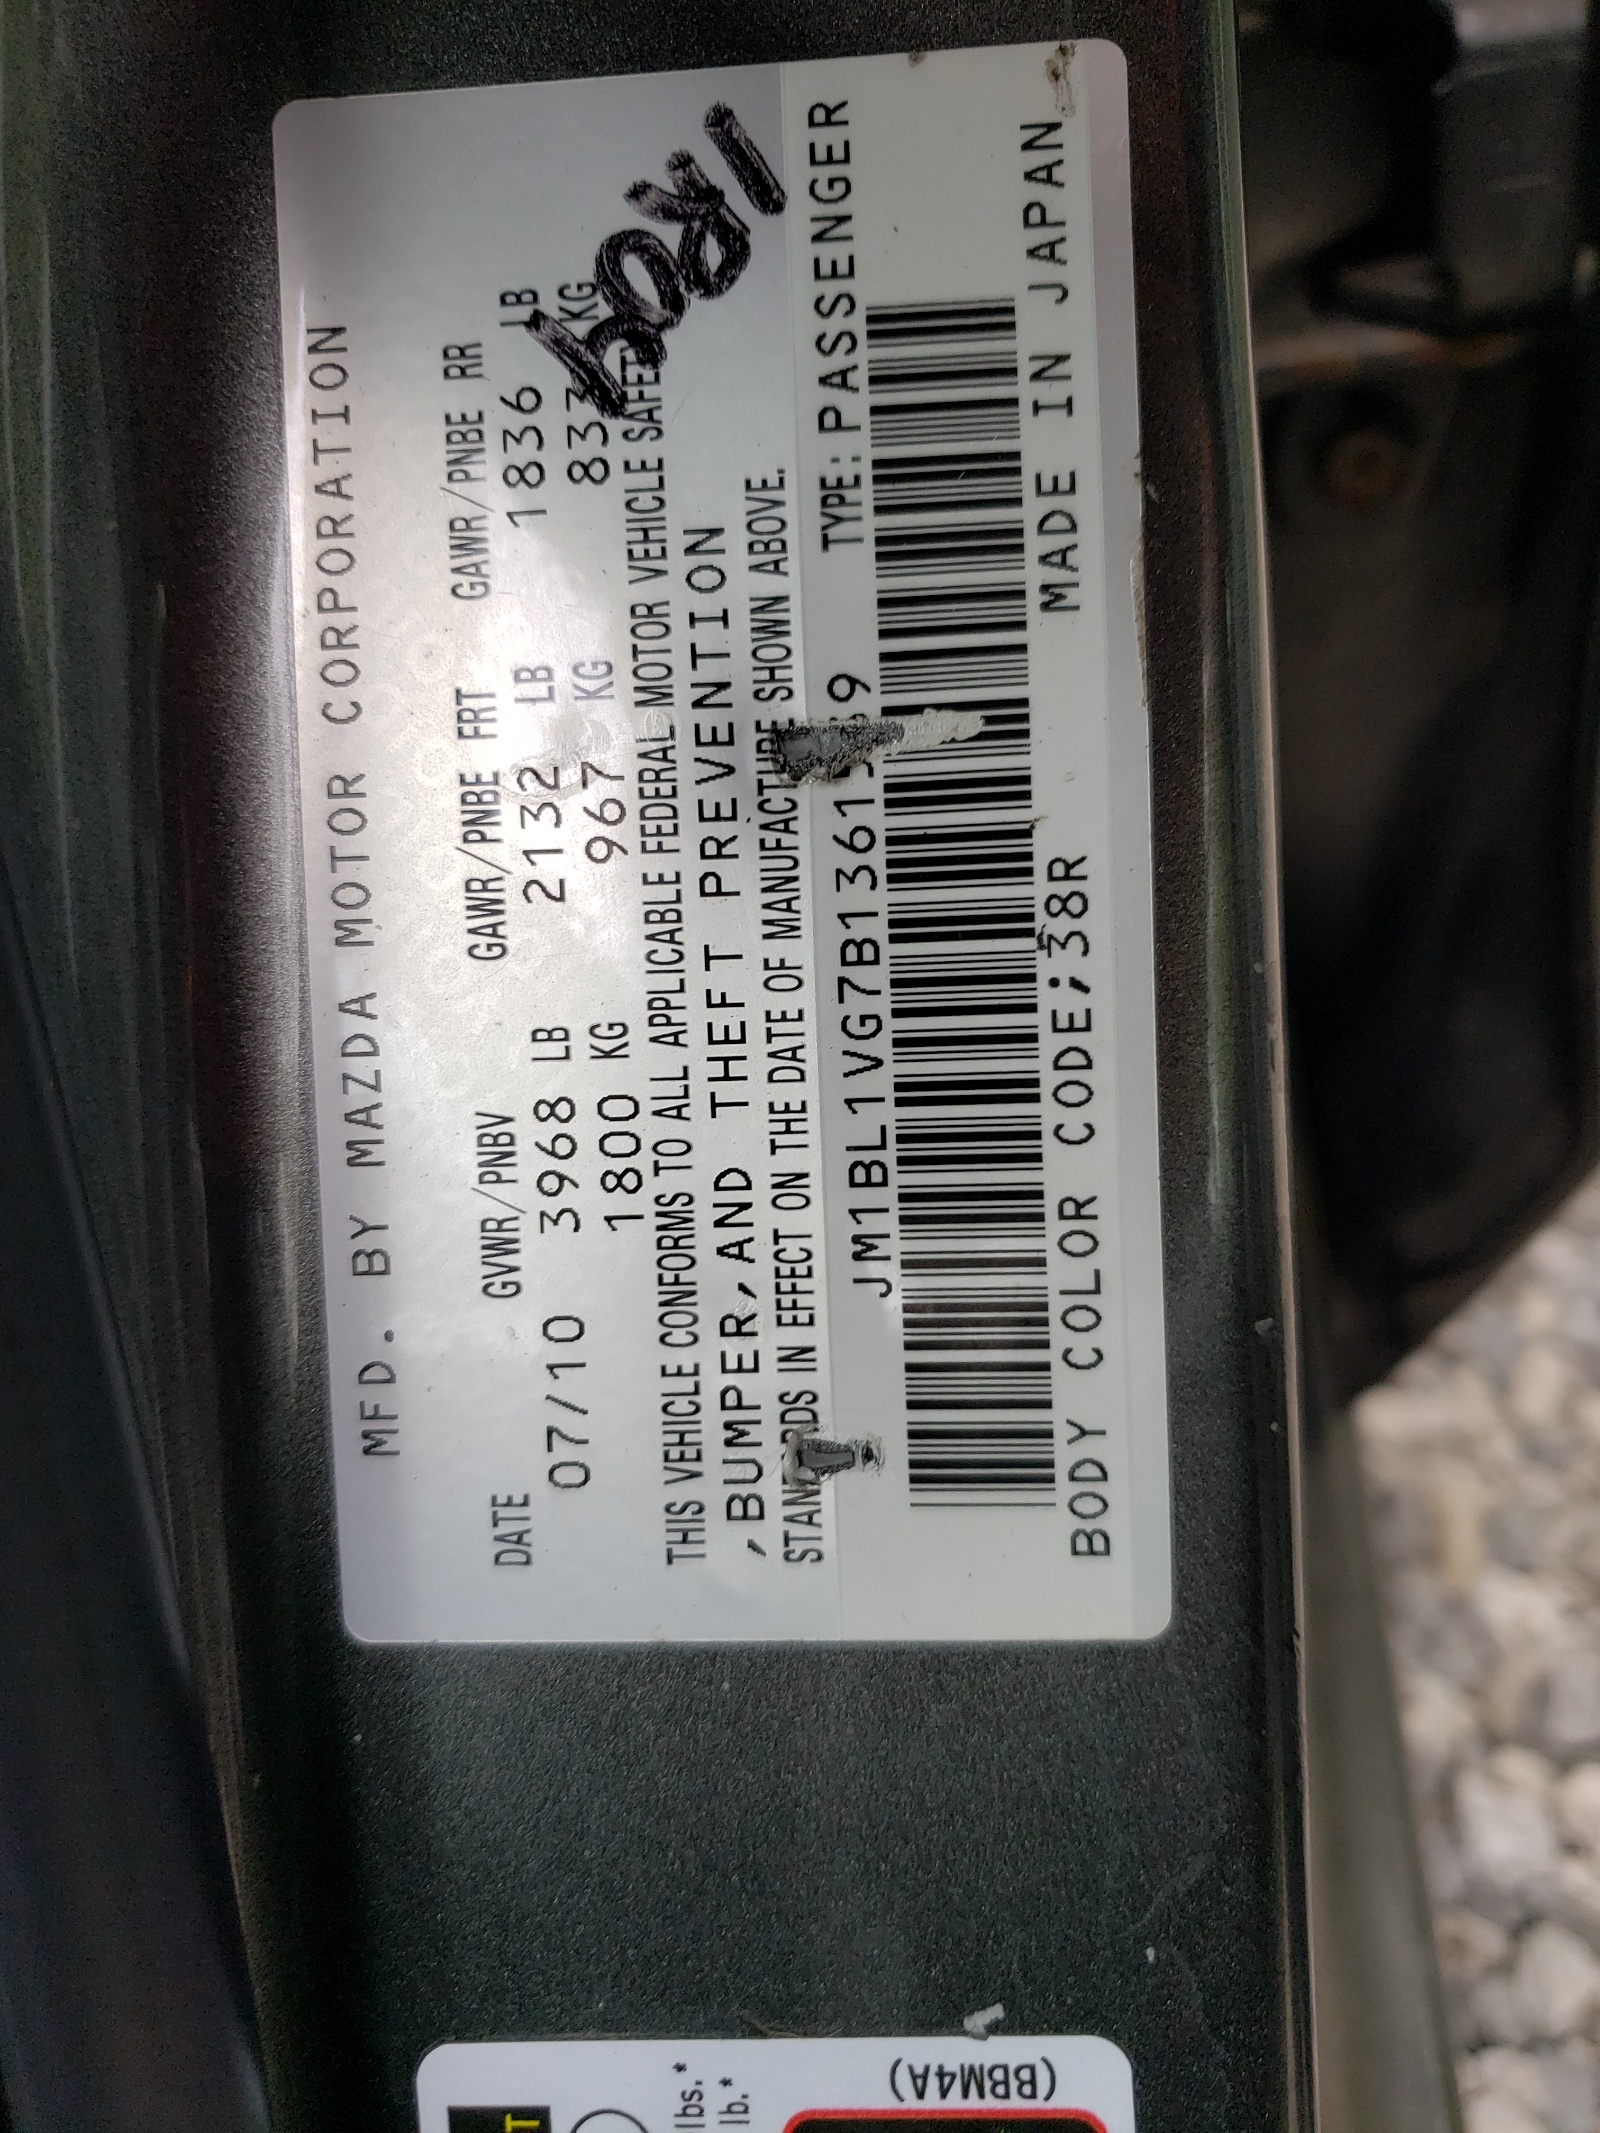 MFD. BY MAZDA MOTOR CORPORATION
DATE GVWR/PNBV GAWR/PNBE FRT GAWR/PNBE RR
07/10 3968 LB 2132 LB 1836 LB
1800 KG 967 KG 833 KG
THIS VEHICLE CONFORMS TO ALL APPLICABLE FEDERAL MOTOR VEHICLE SAFETY
,BUMPER,AND THEFT PREVENTION
STANDARDS IN EFFECT ON THE DATE OF MANUFACTURE SHOWN ABOVE.
TYPE:PASSENGER
BODY COLOR CODE;38R MADE IN JAPAN
lbs.*
lb.*
(BBM4A)
T